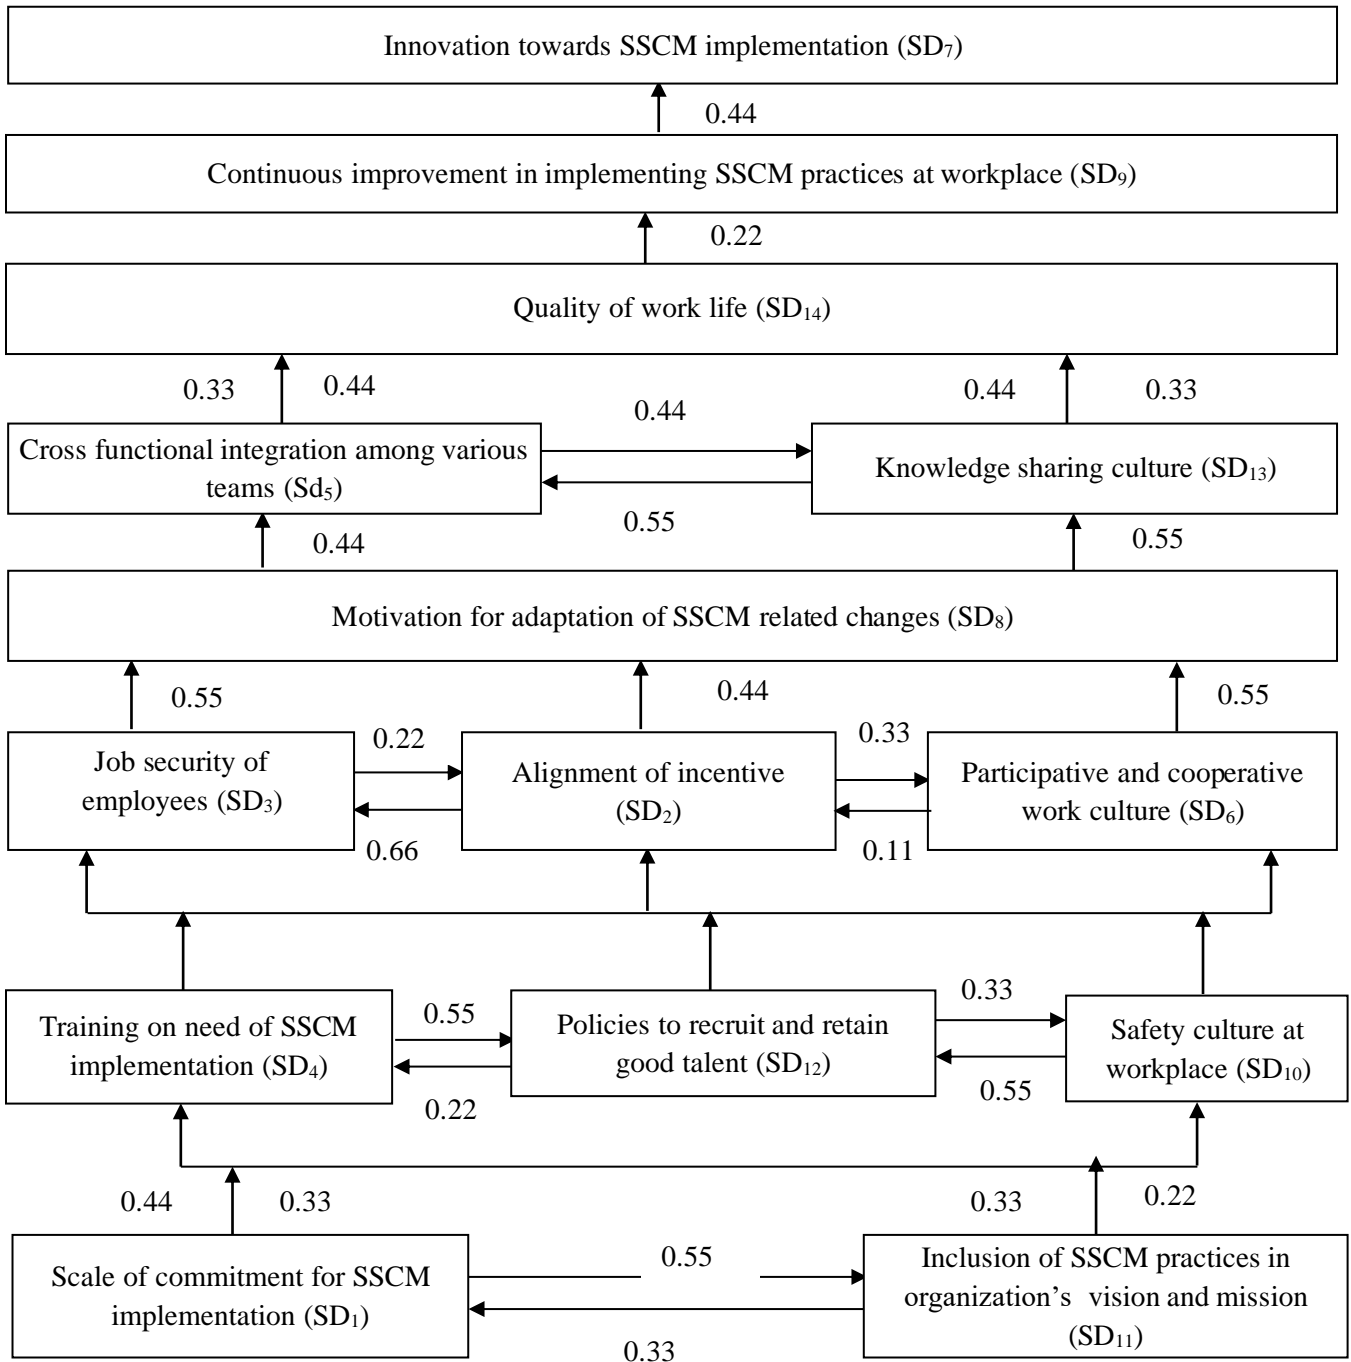 Innovation towards SSCM implementation (SD₇)
0.44
Continuous improvement in implementing SSCM practices at workplace (SD₉)
0.22
Quality of work life (SD₁₄)
0.33 0.44 0.44 0.33
0.44
Cross functional integration among various
teams (Sd₅)
Knowledge sharing culture (SD₁₃)
0.55
0.44 0.55
Motivation for adaptation of SSCM related changes (SD₈)
0.55 0.44 0.55
0.22 0.33
Job security of
employees (SD₃)
Alignment of incentive
(SD₂)
Participative and cooperative
work culture (SD₆)
0.66 0.11
0.55 0.33
Training on need of SSCM
implementation (SD₄)
Policies to recruit and retain
good talent (SD₁₂)
Safety culture at
workplace (SD₁₀)
0.22 0.55
0.44 0.33 0.33 0.22
0.55
Scale of commitment for SSCM
implementation (SD₁)
Inclusion of SSCM practices in
organization’s vision and mission
(SD₁₁)
0.33